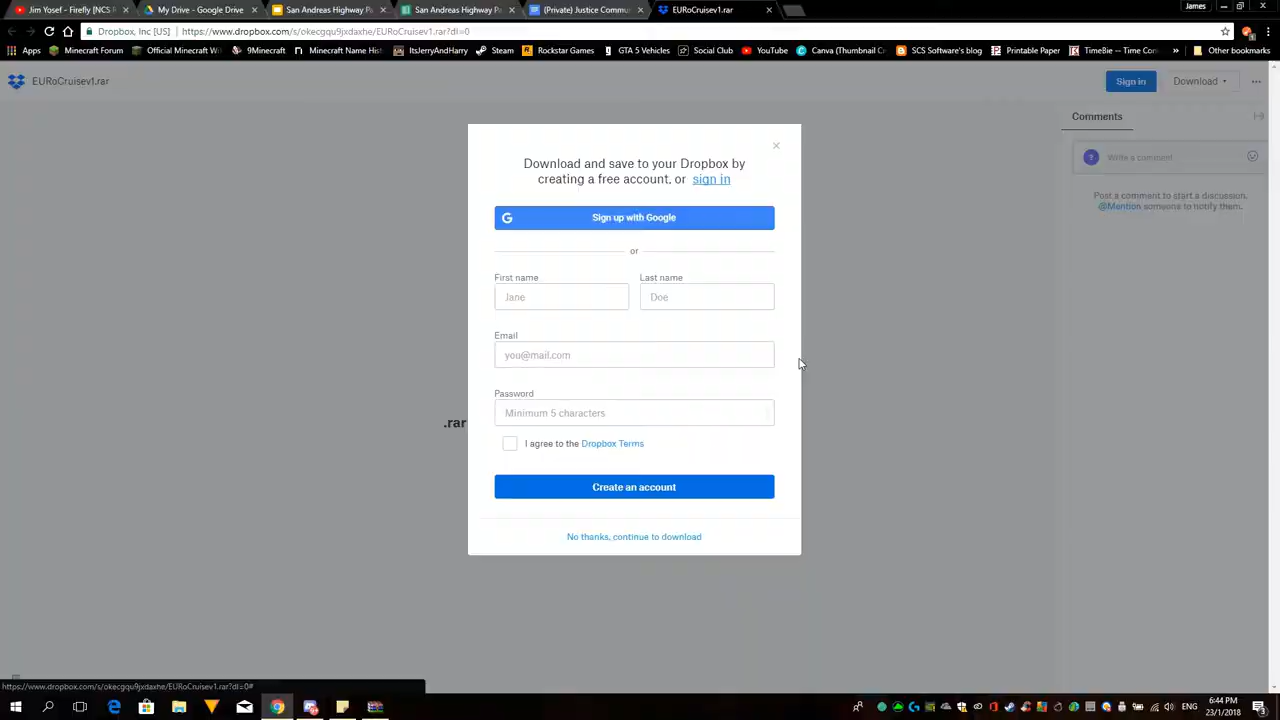 Jim Yosef - Firefly [NCS
My Drive - Google Drive
San Andreas Highway Pa
San Andreas Highway Pa
(Private) Justice Commu
EURoCruisev1.rar
James
Dropbox, Inc [US]
https://www.dropbox.com/s/okecgqu9jxdaxhe/EURoCruisev1.rar?dl=0
Apps
Minecraft Forum
Official Minecraft Wi
9Minecraft
Minecraft Name Hist
ItsJerryAndHarry
Steam
Rockstar Games
GTA 5 Vehicles
Social Club
YouTube
Canva (Thumbnail Cr
SCS Software's blog
Printable Paper
TimeBie — Time Con
»
Other bookmarks
EURoCruisev1.rar
Sign in
Download
Comments
?
Write a comment
Post a comment to start a discussion.
@Mention someone to notify them.
Download and save to your Dropbox by
creating a free account, or sign in
Sign up with Google
or
First name
Last name
Jane
Doe
Email
you@mail.com
Password
Minimum 5 characters
.rar
I agree to the Dropbox Terms
Create an account
No thanks, continue to download
https://www.dropbox.com/s/okecgqu9jxdaxhe/EURoCruisev1.rar?dl=0#
6:44 PM
23/1/2018